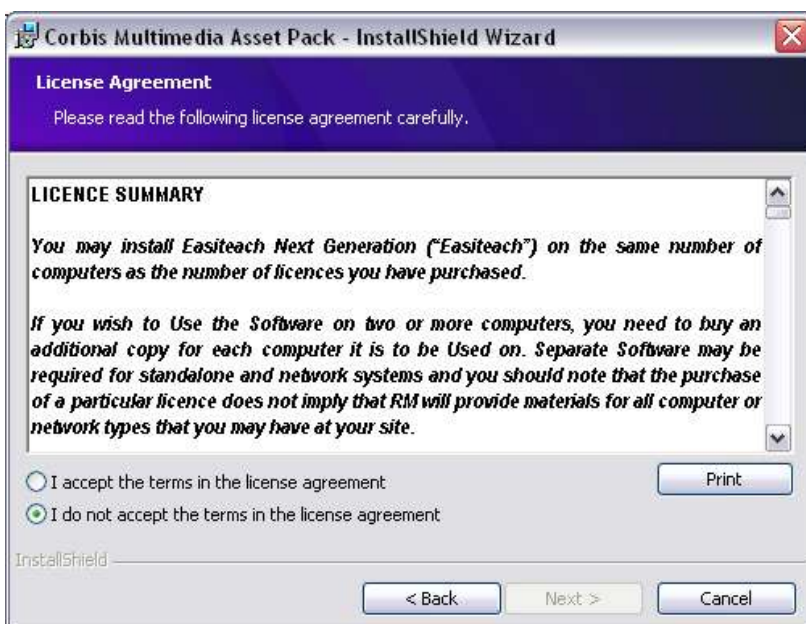 Corbis Multimedia Asset Pack - InstallShield Wizard
License Agreement
Please read the following license agreement carefully.
LICENCE SUMMARY
You may install Easiteach Next Generation ("Easiteach") on the same number of
computers as the number of licences you have purchased.
If you wish to Use the Software on two or more computers, you need to buy an
additional copy for each computer it is to be Used on. Separate Software may be
required for standalone and network systems and you should note that the purchase
of a particular licence does not imply that RM will provide materials for all computer or
network types that you may have at your site.
I accept the terms in the license agreement
Print
I do not accept the terms in the license agreement
InstallShield
< Back
Next >
Cancel